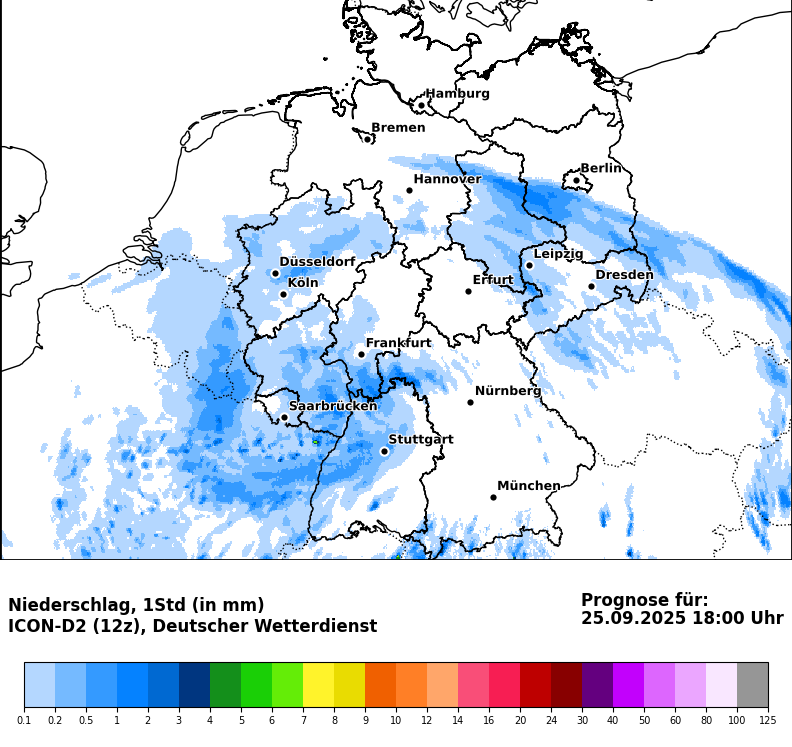 Hamburg
Bremen
Berlin
Hannover
Leipzig
Düsseldorf
Dresden
Köln
Erfurt
Frankfurt
Nürnberg
Saarbrücken
Stuttgart
München
Niederschlag, 1Std (in mm)
ICON-D2 (12z), Deutscher Wetterdienst
Prognose für:
25.09.2025 18:00 Uhr
0.1 0.2 0.5 1 2 3 4 5 6 7 8 9 10 12 14 16 20 24 30 40 50 60 80 100 125